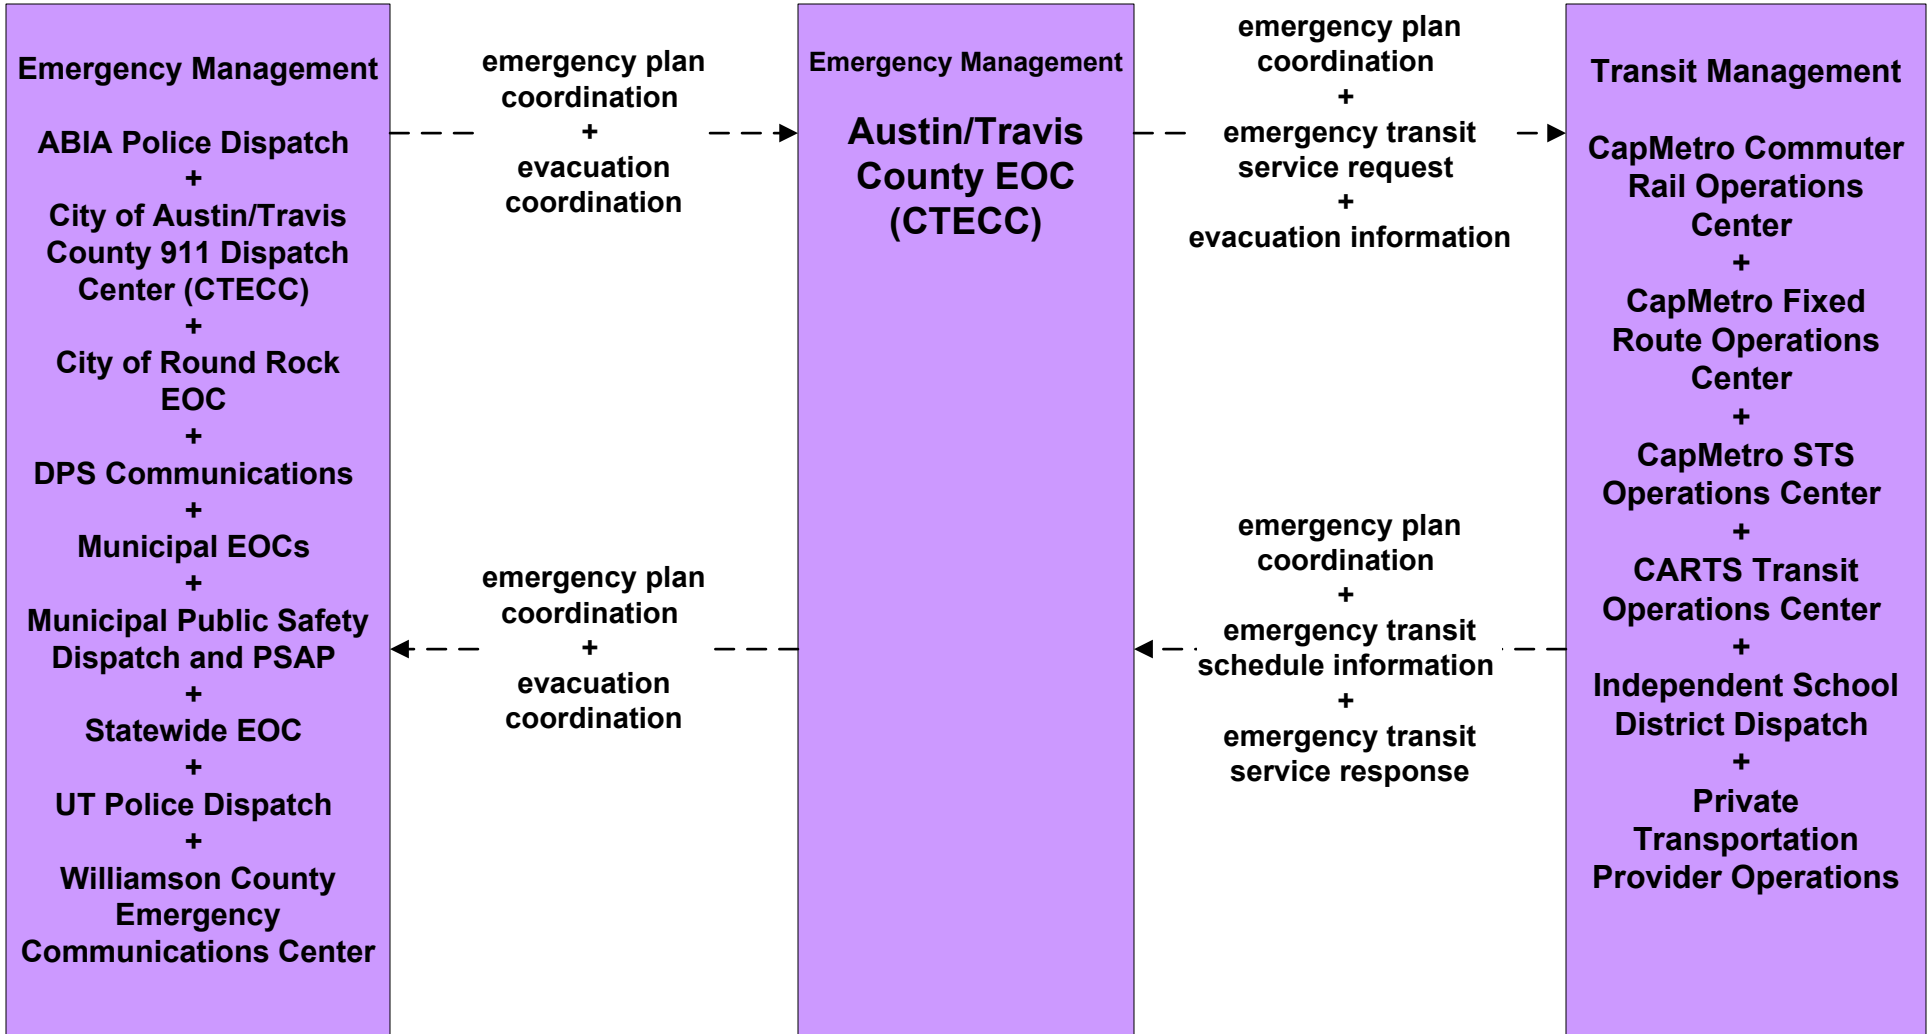 Emergency Management
ABIA Police Dispatch
+
City of Austin/Travis
County 911 Dispatch
Center (CTECC)
+
City of Round Rock
EOC
+
DPS Communications
+
Municipal EOCs
+
Municipal Public Safety
Dispatch and PSAP
+
Statewide EOC
+
UT Police Dispatch
+
Williamson County
Emergency
Communications Center
emergency plan
coordination
+
evacuation
coordination
emergency plan
coordination
+
evacuation
coordination
Emergency Management
Austin/Travis
County EOC
(CTECC)
emergency plan
coordination
+
emergency transit
service request
+
evacuation information
emergency plan
coordination
+
emergency transit
schedule information
+
emergency transit
service response
Transit Management
CapMetro Commuter
Rail Operations
Center
+
CapMetro Fixed
Route Operations
Center
+
CapMetro STS
Operations Center
+
CARTS Transit
Operations Center
+
Independent School
District Dispatch
+
Private
Transportation
Provider Operations